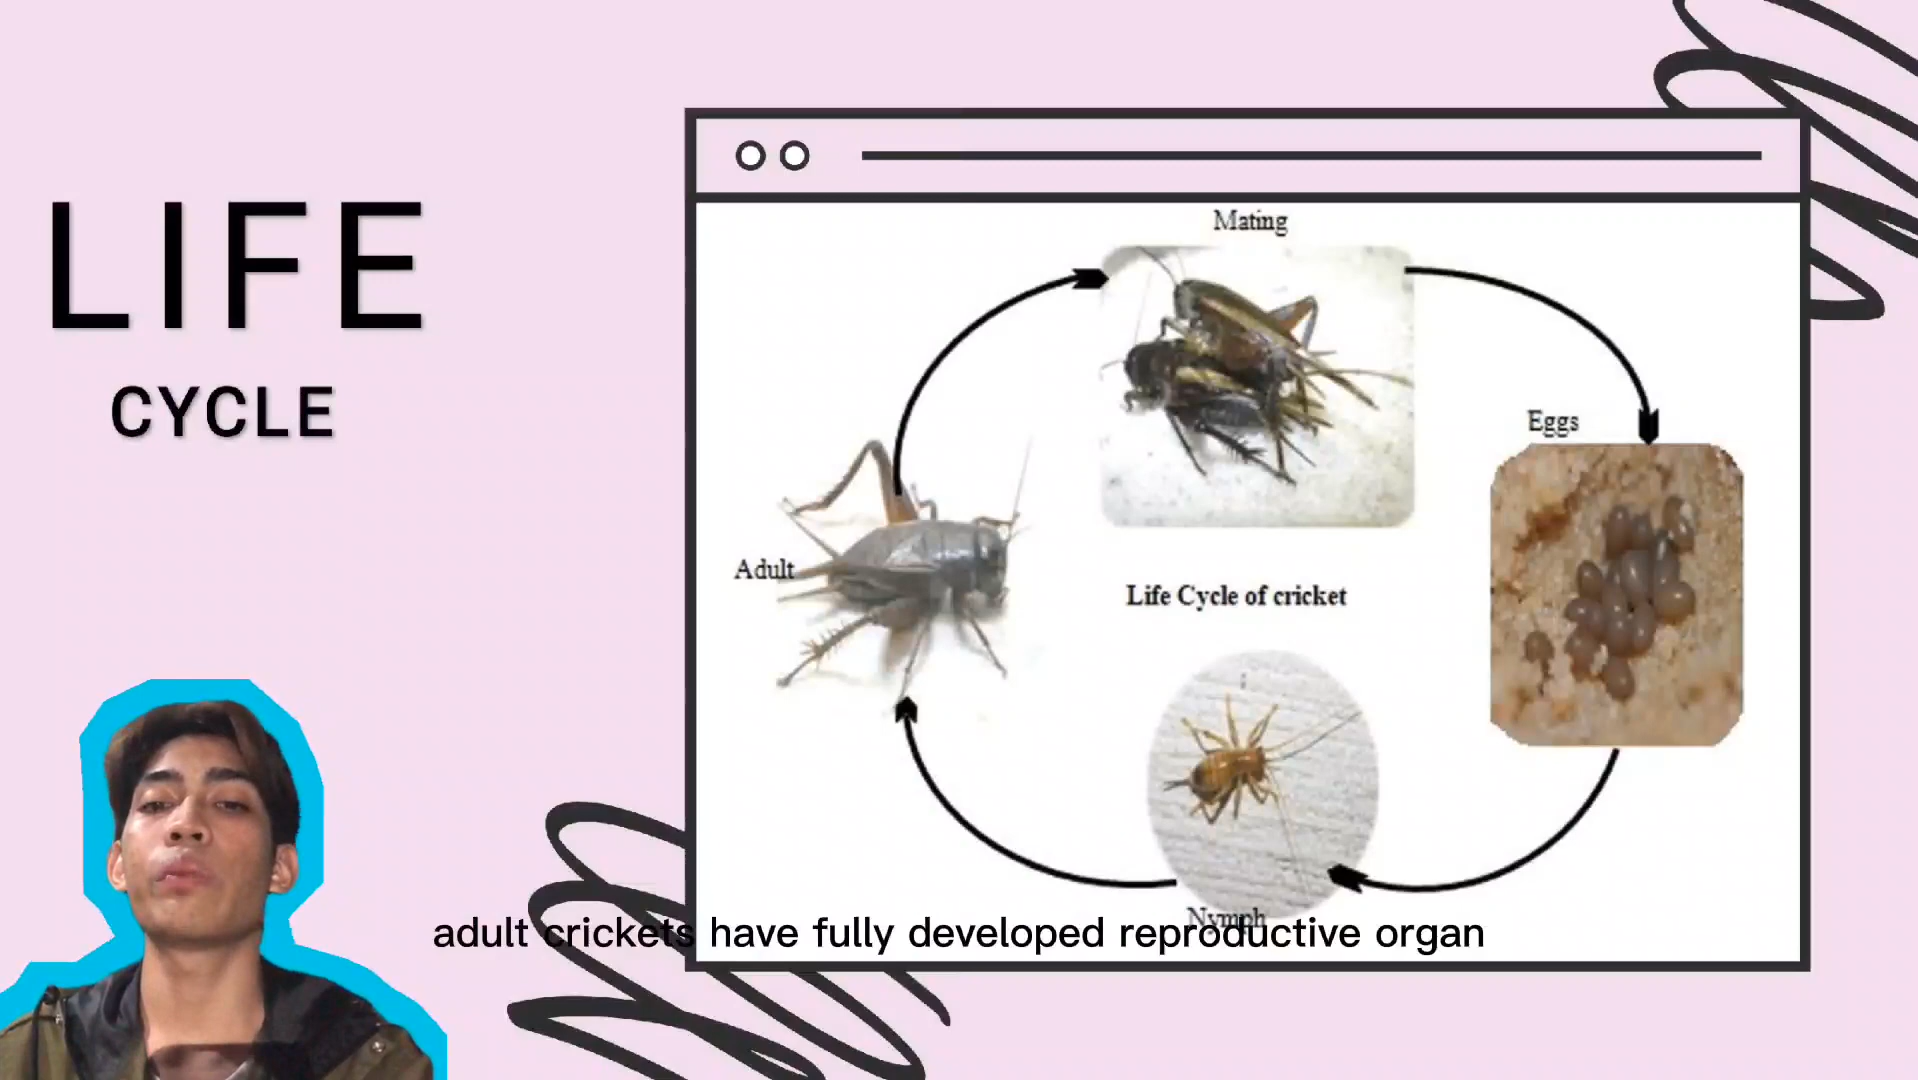 LIFE
CYCLE
Mating
Eggs
Adult
Life Cycle of cricket
Nymph
adult crickets have fully developed reproductive organ